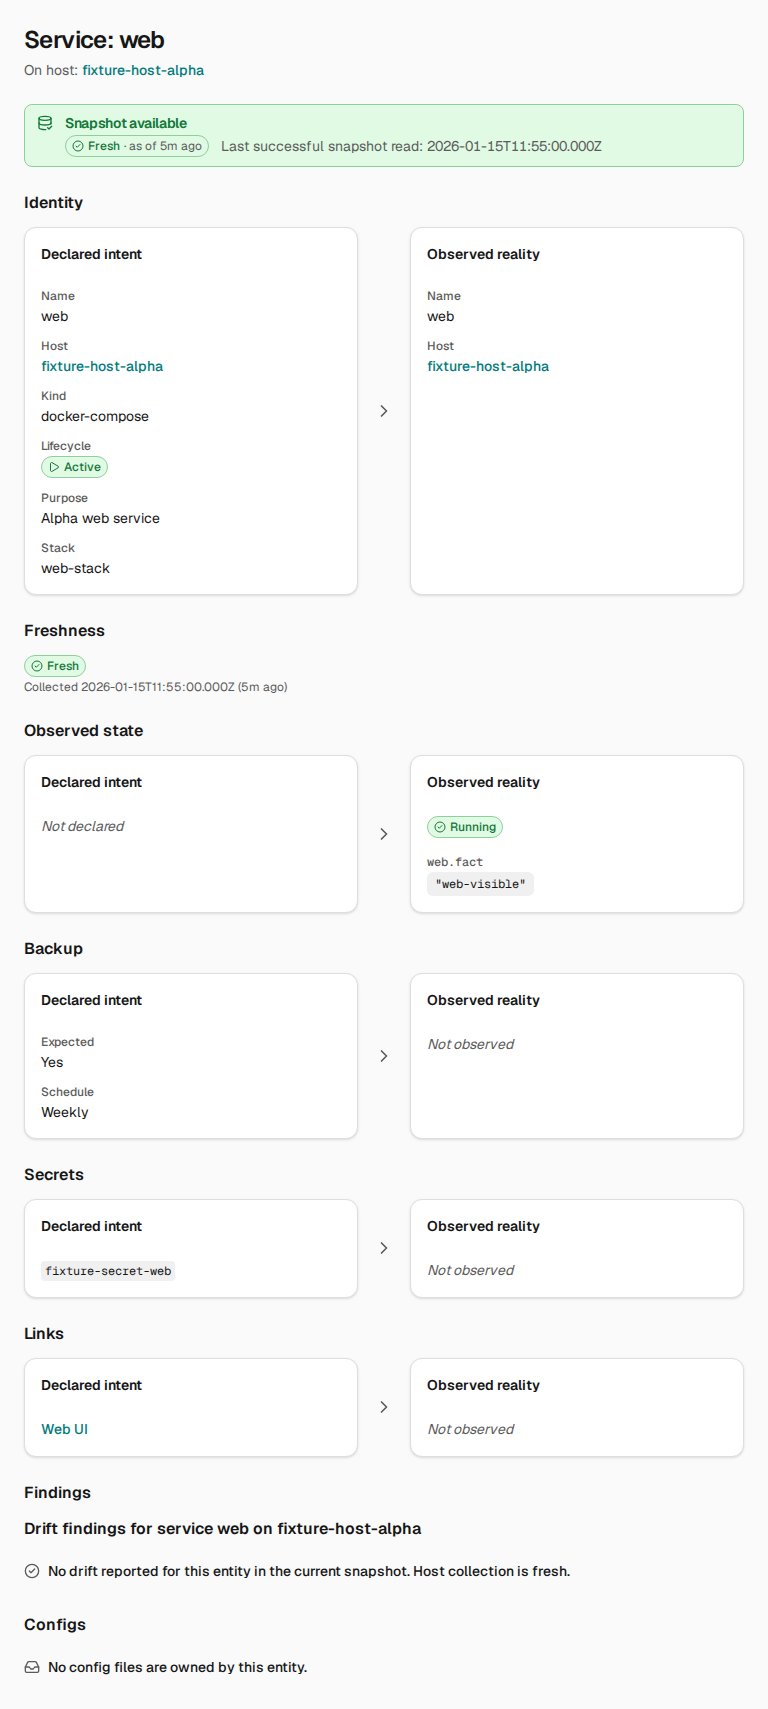 Service: web
On host: fixture-host-alpha
Snapshot available
Fresh · as of 5m ago Last successful snapshot read: 2026-01-15T11:55:00.000Z
Identity
Declared intent
Name
web
Host
fixture-host-alpha
Kind
docker-compose
Lifecycle
Active
Purpose
Alpha web service
Stack
web-stack
Observed reality
Name
web
Host
fixture-host-alpha
Freshness
Fresh
Collected 2026-01-15T11:55:00.000Z (5m ago)
Observed state
Declared intent
Not declared
Observed reality
Running
web.fact
"web-visible"
Backup
Declared intent
Expected
Yes
Schedule
Weekly
Observed reality
Not observed
Secrets
Declared intent
fixture-secret-web
Observed reality
Not observed
Links
Declared intent
Web UI
Observed reality
Not observed
Findings
Drift findings for service web on fixture-host-alpha
No drift reported for this entity in the current snapshot. Host collection is fresh.
Configs
No config files are owned by this entity.